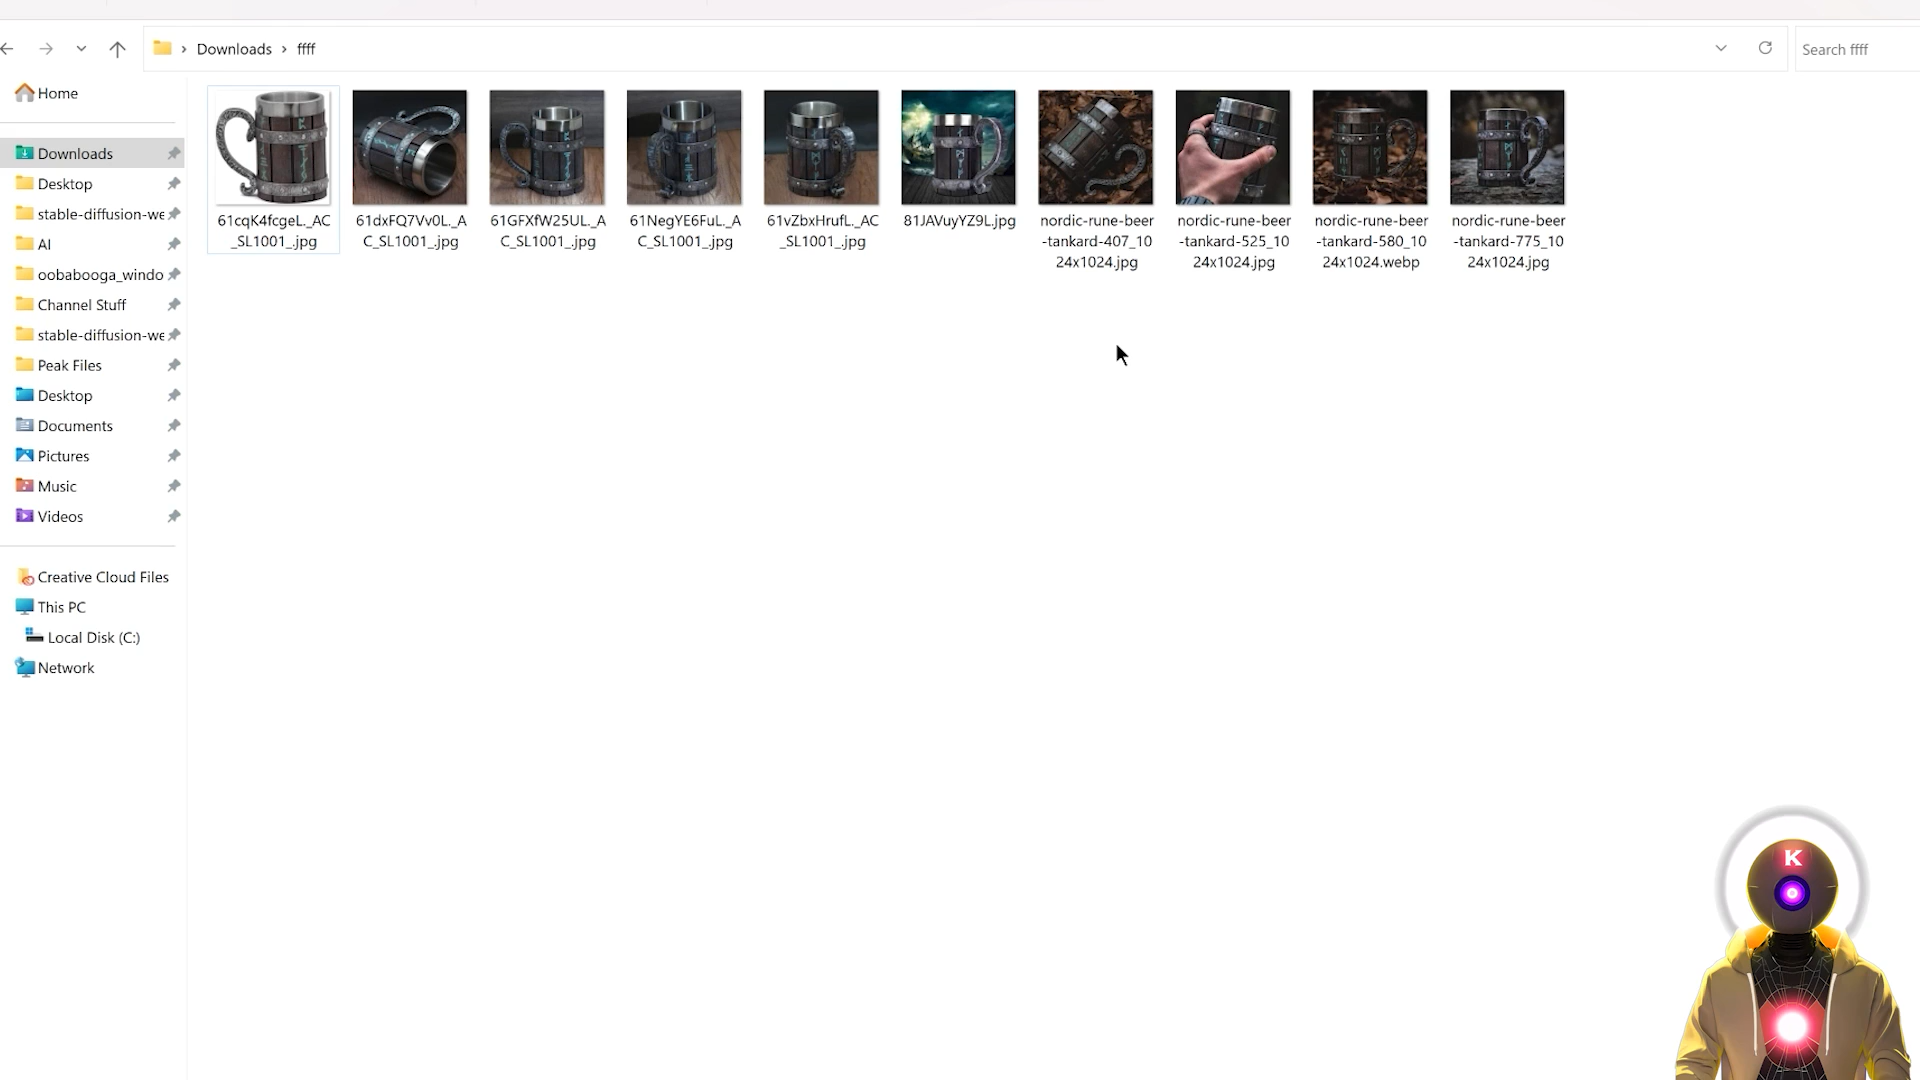 Downloads
ffff
Search ffff
Home
Downloads
Desktop
stable-diffusion-we
AI
oobabooga_windo
Channel Stuff
stable-diffusion-we
Peak Files
Desktop
Documents
Pictures
Music
Videos
Creative Cloud Files
This PC
Local Disk (C:)
Network
61cqK4fcgeL._AC
_SL1001_.jpg
61dxFQ7Vv0L._A
C_SL1001_.jpg
61GFXfW25UL._A
C_SL1001_.jpg
61NegYE6FuL._A
C_SL1001_.jpg
61vZbxHrufL._AC
_SL1001_.jpg
81JAVuyYZ9L.jpg
nordic-rune-beer
-tankard-407_10
24x1024.jpg
nordic-rune-beer
-tankard-525_10
24x1024.jpg
nordic-rune-beer
-tankard-580_10
24x1024.webp
nordic-rune-beer
-tankard-775_10
24x1024.jpg
K